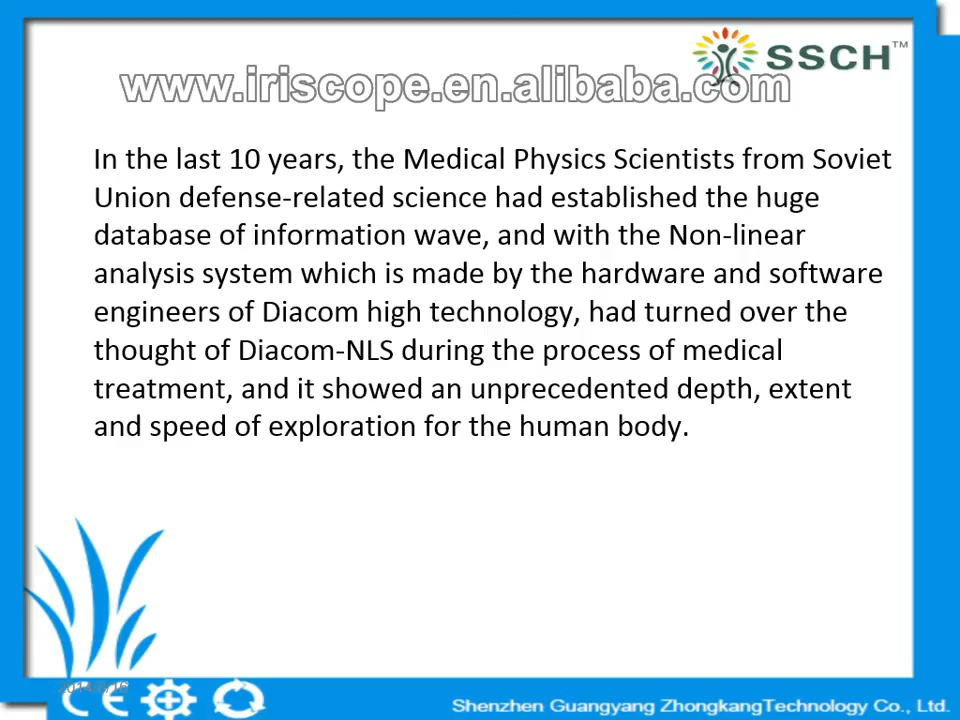 SSCH™
www.iriscope.en.alibaba.com
In the last 10 years, the Medical Physics Scientists from Soviet
Union defense-related science had established the huge
database of information wave, and with the Non-linear
analysis system which is made by the hardware and software
engineers of Diacom high technology, had turned over the
thought of Diacom-NLS during the process of medical
treatment, and it showed an unprecedented depth, extent
and speed of exploration for the human body.
CE
Shenzhen Guangyang ZhongkangTechnology Co., Ltd.